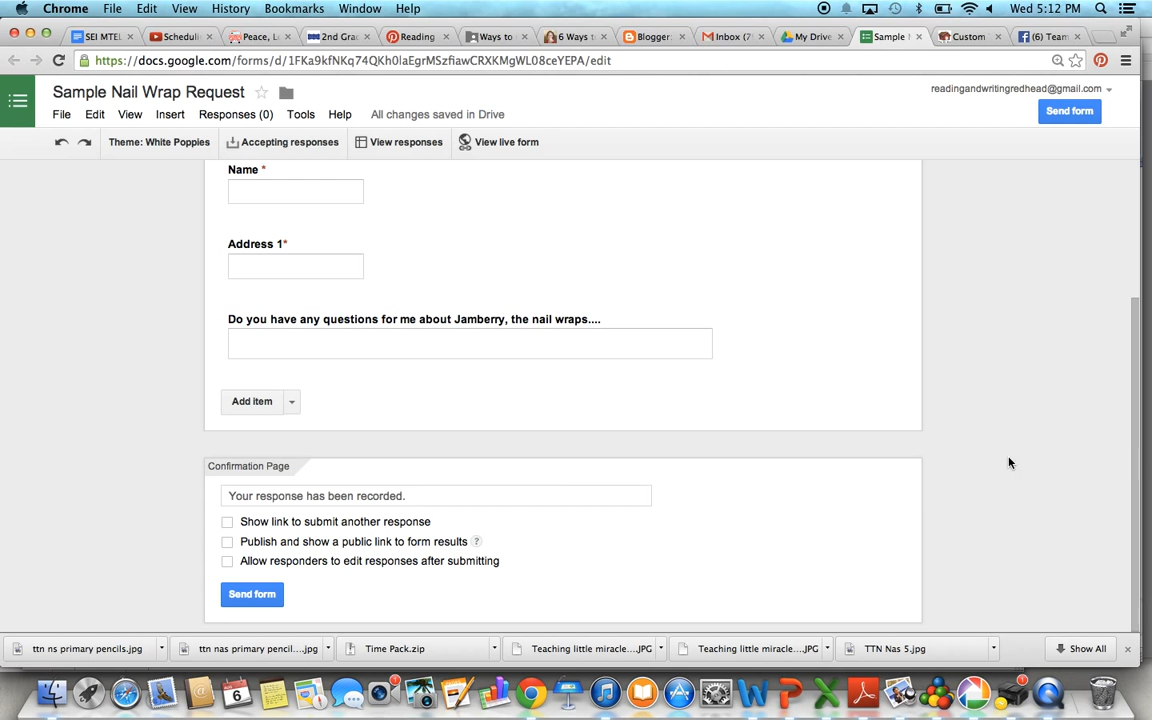 Chrome File Edit View History Bookmarks Window Help Wed 5:12 PM
SEI MTEL Schedulin Peace, L 2nd Grad Reading Ways to 6 Ways t Blogger: Inbox (7 My Drive Sample Custom (6) Team
https://docs.google.com/forms/d/1FKa9kfNKq74QKh0laEgrMSzfiawCRXKMgWL08ceYEPA/edit
Sample Nail Wrap Request
readingandwritingredhead@gmail.com
File Edit View Insert Responses (0) Tools Help All changes saved in Drive
Send form
Theme: White Poppies Accepting responses View responses View live form
Name *
Address 1*
Do you have any questions for me about Jamberry, the nail wraps....
Add item
Confirmation Page
Your response has been recorded.
Show link to submit another response
Publish and show a public link to form results ?
Allow responders to edit responses after submitting
Send form
ttn ns primary pencils.jpg ttn nas primary pencil....jpg Time Pack.zip Teaching little miracle....JPG Teaching little miracle....JPG TTN Nas 5.jpg Show All
6